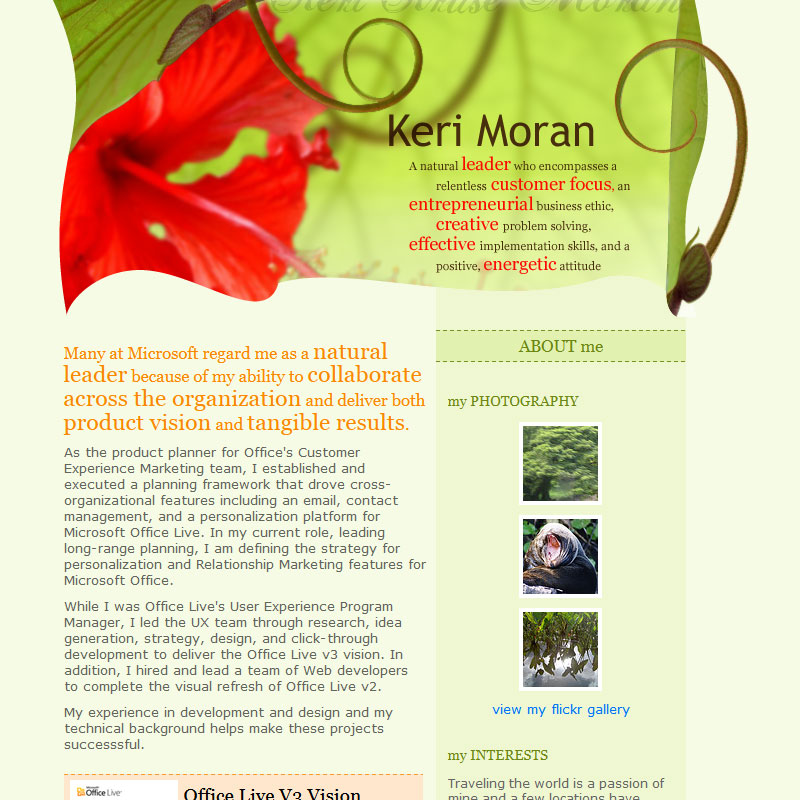 Keri Kruse Moran
Keri Moran
A natural leader who encompasses a
relentless customer focus, an
entrepreneurial business ethic,
creative problem solving,
effective implementation skills, and a
positive, energetic attitude
Many at Microsoft regard me as a natural
leader because of my ability to collaborate
across the organization and deliver both
product vision and tangible results.
As the product planner for Office's Customer
Experience Marketing team, I established and
executed a planning framework that drove cross-
organizational features including an email, contact
management, and a personalization platform for
Microsoft Office Live. In my current role, leading
long-range planning, I am defining the strategy for
personalization and Relationship Marketing features for
Microsoft Office.
While I was Office Live's User Experience Program
Manager, I led the UX team through research, idea
generation, strategy, design, and click-through
development to deliver the Office Live v3 vision. In
addition, I hired and lead a team of Web developers
to complete the visual refresh of Office Live v2.
My experience in development and design and my
technical background helps make these projects
successsful.
Microsoft
Office Live
Office Live V3 Vision
ABOUT me
my PHOTOGRAPHY
view my flickr gallery
my INTERESTS
Traveling the world is a passion of
mine and a few locations have